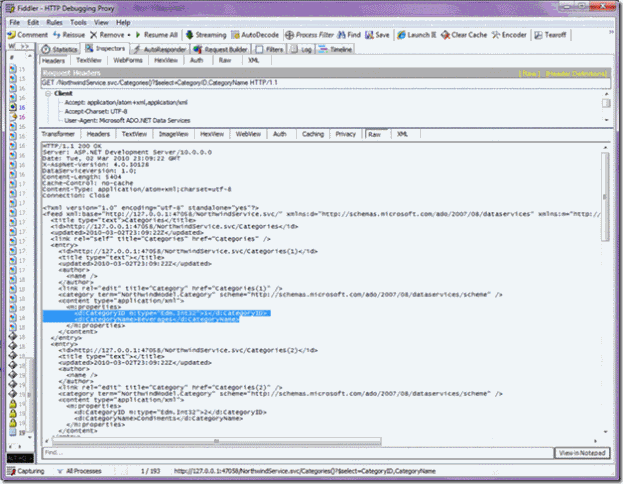 Fiddler - HTTP Debugging Proxy
File Edit Rules Tools View Help
Comment Reissue Remove Resume All Streaming AutoDecode Process Filter Find Save Launch IE Clear Cache Encoder Tearoff
Statistics Inspectors AutoResponder Request Builder Filters Log Timeline
Headers TextView WebForms HexView Auth Raw XML
Request Headers [Raw] [Header Definitions]
GET /NorthwindService.svc/Categories()?$select=CategoryID,CategoryName HTTP/1.1
Client
Accept: application/atom+xml,application/xml
Accept-Charset: UTF-8
User-Agent: Microsoft ADO.NET Data Services
Transformer Headers TextView ImageView HexView WebView Auth Caching Privacy Raw XML
HTTP/1.1 200 OK
Server: ASP.NET Development Server/10.0.0.0
Date: Tue, 02 Mar 2010 23:09:22 GMT
X-AspNet-Version: 4.0.30128
DataServiceVersion: 1.0;
Content-Length: 5404
Cache-Control: no-cache
Content-Type: application/atom+xml;charset=utf-8
Connection: Close
<?xml version="1.0" encoding="utf-8" standalone="yes"?>
<feed xml:base="http://127.0.0.1:47058/NorthwindService.svc/" xmlns:d="http://schemas.microsoft.com/ado/2007/08/dataservices" xmlns:m="http://
<title type="text">Categories</title>
<id>http://127.0.0.1:47058/NorthwindService.svc/Categories</id>
<updated>2010-03-02T23:09:22Z</updated>
<link rel="self" title="Categories" href="Categories" />
<entry>
<id>http://127.0.0.1:47058/NorthwindService.svc/Categories(1)</id>
<title type="text"></title>
<updated>2010-03-02T23:09:22Z</updated>
<author>
<name />
</author>
<link rel="edit" title="Category" href="Categories(1)" />
<category term="NorthwindModel.Category" scheme="http://schemas.microsoft.com/ado/2007/08/dataservices/scheme" />
<content type="application/xml">
<m:properties>
<d:CategoryID m:type="Edm.Int32">1</d:CategoryID>
<d:CategoryName>Beverages</d:CategoryName>
</m:properties>
</content>
</entry>
<entry>
<id>http://127.0.0.1:47058/NorthwindService.svc/Categories(2)</id>
<title type="text"></title>
<updated>2010-03-02T23:09:22Z</updated>
<author>
<name />
</author>
<link rel="edit" title="Category" href="Categories(2)" />
<category term="NorthwindModel.Category" scheme="http://schemas.microsoft.com/ado/2007/08/dataservices/scheme" />
<content type="application/xml">
<m:properties>
<d:CategoryID m:type="Edm.Int32">2</d:CategoryID>
<d:CategoryName>Condiments</d:CategoryName>
</m:properties>
</content>
Find... View in Notepad
Capturing All Processes 1 / 193 http://127.0.0.1:47058/NorthwindService.svc/Categories()?$select=CategoryID,CategoryName